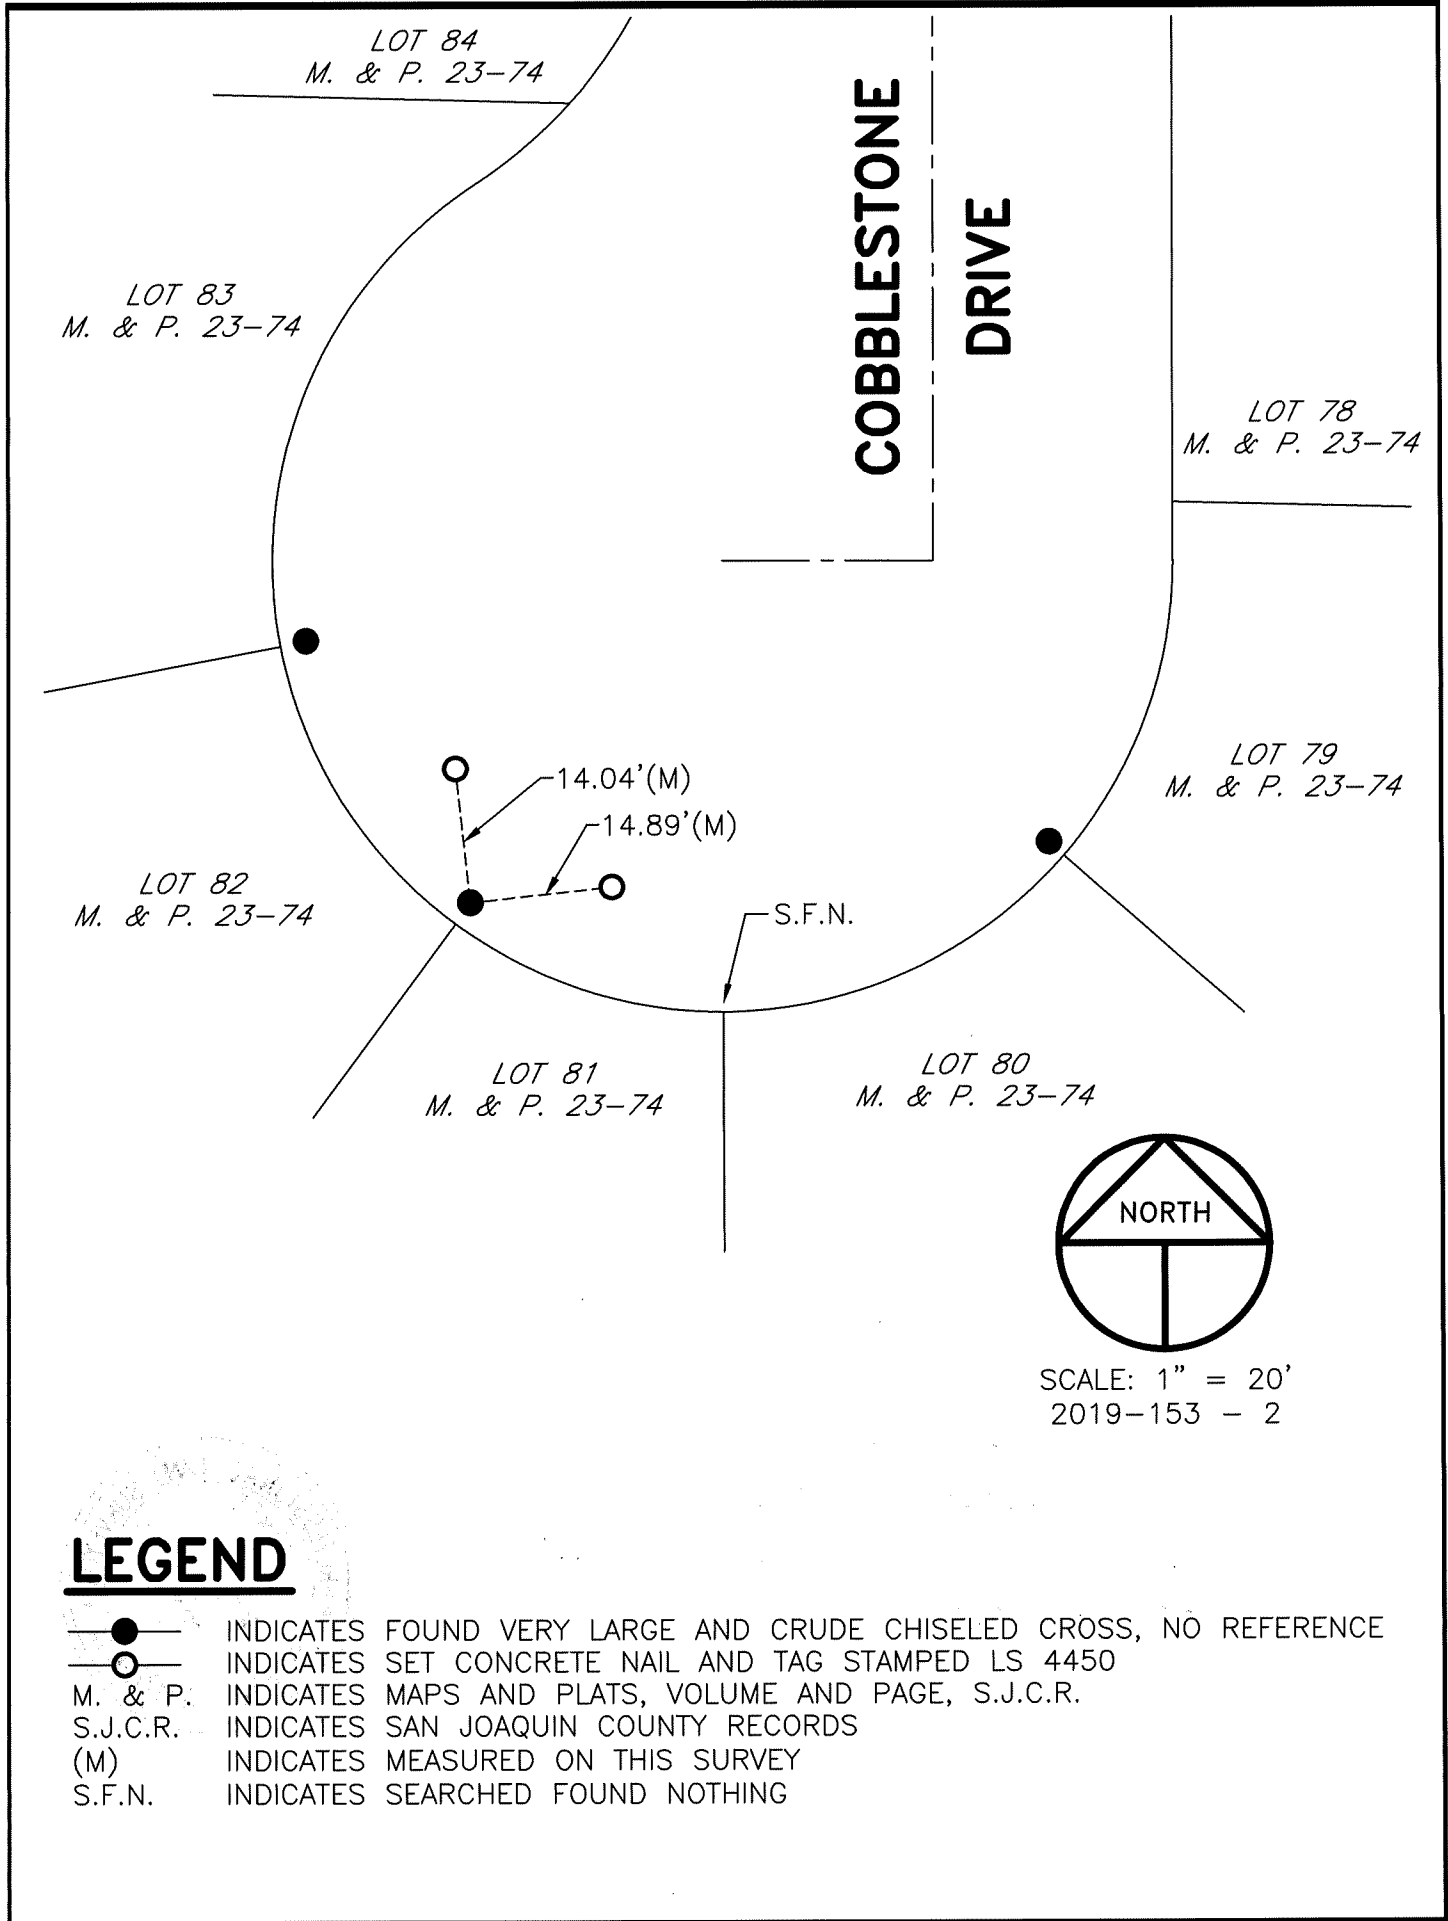 LOT 84
M. & P. 23-74
COBBLESTONE
DRIVE
LOT 83
M. & P. 23-74
LOT 78
M. & P. 23-74
14.04'(M)
14.89'(M)
LOT 79
M. & P. 23-74
LOT 82
M. & P. 23-74
S.F.N.
LOT 81
M. & P. 23-74
LOT 80
M. & P. 23-74
NORTH
SCALE: 1" = 20'
2019-153 - 2
LEGEND
INDICATES FOUND VERY LARGE AND CRUDE CHISELED CROSS, NO REFERENCE
INDICATES SET CONCRETE NAIL AND TAG STAMPED LS 4450
M. & P. INDICATES MAPS AND PLATS, VOLUME AND PAGE, S.J.C.R.
S.J.C.R. INDICATES SAN JOAQUIN COUNTY RECORDS
(M) INDICATES MEASURED ON THIS SURVEY
S.F.N. INDICATES SEARCHED FOUND NOTHING